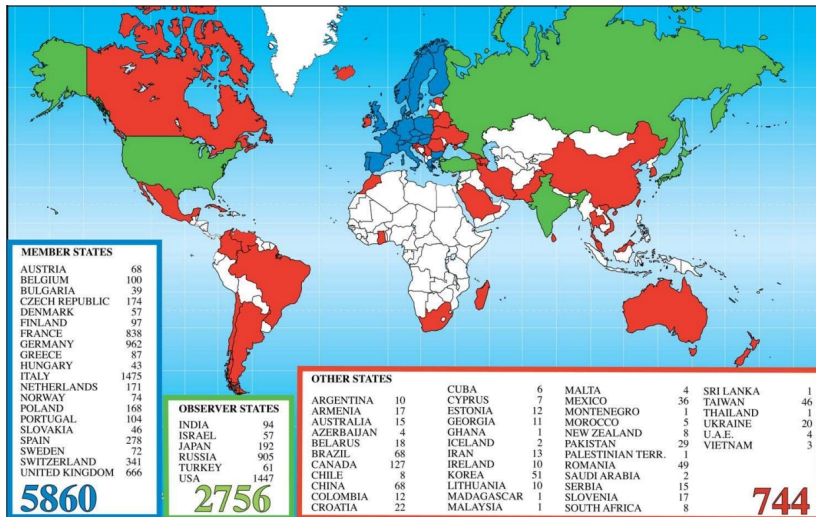 MEMBER STATES
AUSTRIA 68
BELGIUM 100
BULGARIA 39
CZECH REPUBLIC 174
DENMARK 57
FINLAND 97
FRANCE 838
GERMANY 962
GREECE 87
HUNGARY 43
ITALY 1475
NETHERLANDS 171
NORWAY 74
POLAND 168
PORTUGAL 104
SLOVAKIA 46
SPAIN 278
SWEDEN 72
SWITZERLAND 341
UNITED KINGDOM 666
5860
OBSERVER STATES
INDIA 94
ISRAEL 57
JAPAN 192
RUSSIA 905
TURKEY 61
USA 1447
2756
OTHER STATES
ARGENTINA 10
ARMENIA 17
AUSTRALIA 15
AZERBAIJAN 4
BELARUS 18
BRAZIL 68
CANADA 127
CHILE 8
CHINA 68
COLOMBIA 12
CROATIA 22
CUBA 6
CYPRUS 7
ESTONIA 12
GEORGIA 11
GHANA 1
ICELAND 2
IRAN 13
IRELAND 10
KOREA 51
LITHUANIA 10
MADAGASCAR 1
MALAYSIA 1
MALTA 4
MEXICO 36
MONTENEGRO 1
MOROCCO 5
NEW ZEALAND 8
PAKISTAN 29
PALESTINIAN TERR. 1
ROMANIA 49
SAUDI ARABIA 2
SERBIA 15
SLOVENIA 17
SOUTH AFRICA 8
SRI LANKA 1
TAIWAN 46
THAILAND 1
UKRAINE 20
U.A.E. 4
VIETNAM 3
744